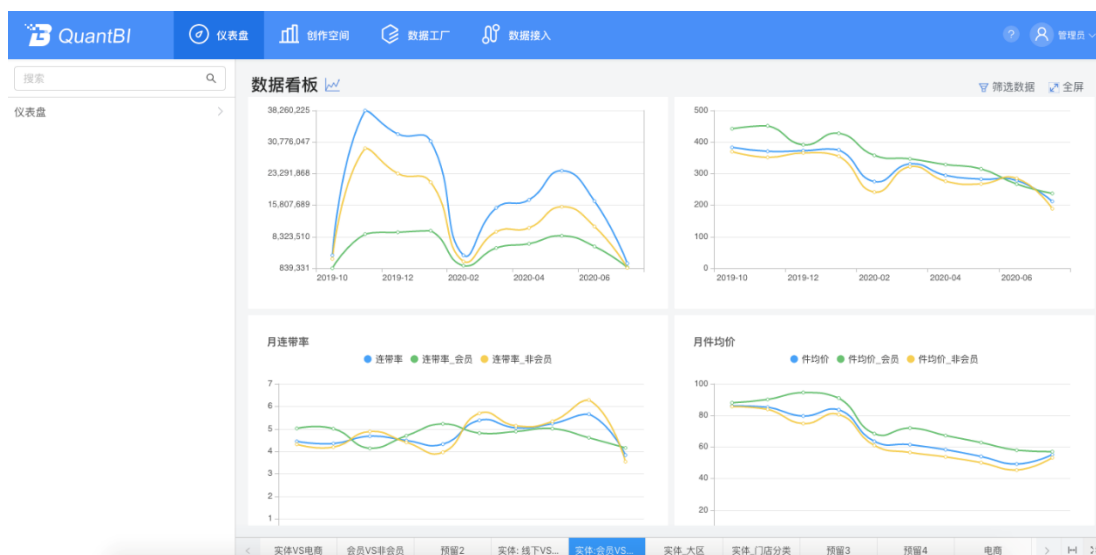 QuantBI 仪表盘 创作空间 数据工厂 数据接入 ? 管理员
搜索
仪表盘
数据看板 筛选数据 全屏
38,260,225
30,776,047
23,291,868
15,807,689
8,323,510
839,331
2019-10 2019-12 2020-02 2020-04 2020-06
500
400
300
200
100
0
2019-10 2019-12 2020-02 2020-04 2020-06
月连带率
连带率 连带率_会员 连带率_非会员
7
6
5
4
3
2
1
月件均价
件均价 件均价_会员 件均价_非会员
100
80
60
40
20
实体VS电商 会员VS非会员 预留2 实体: 线下VS... 实体:会员VS... 实体_大区 实体_门店分类 预留3 预留4 电商